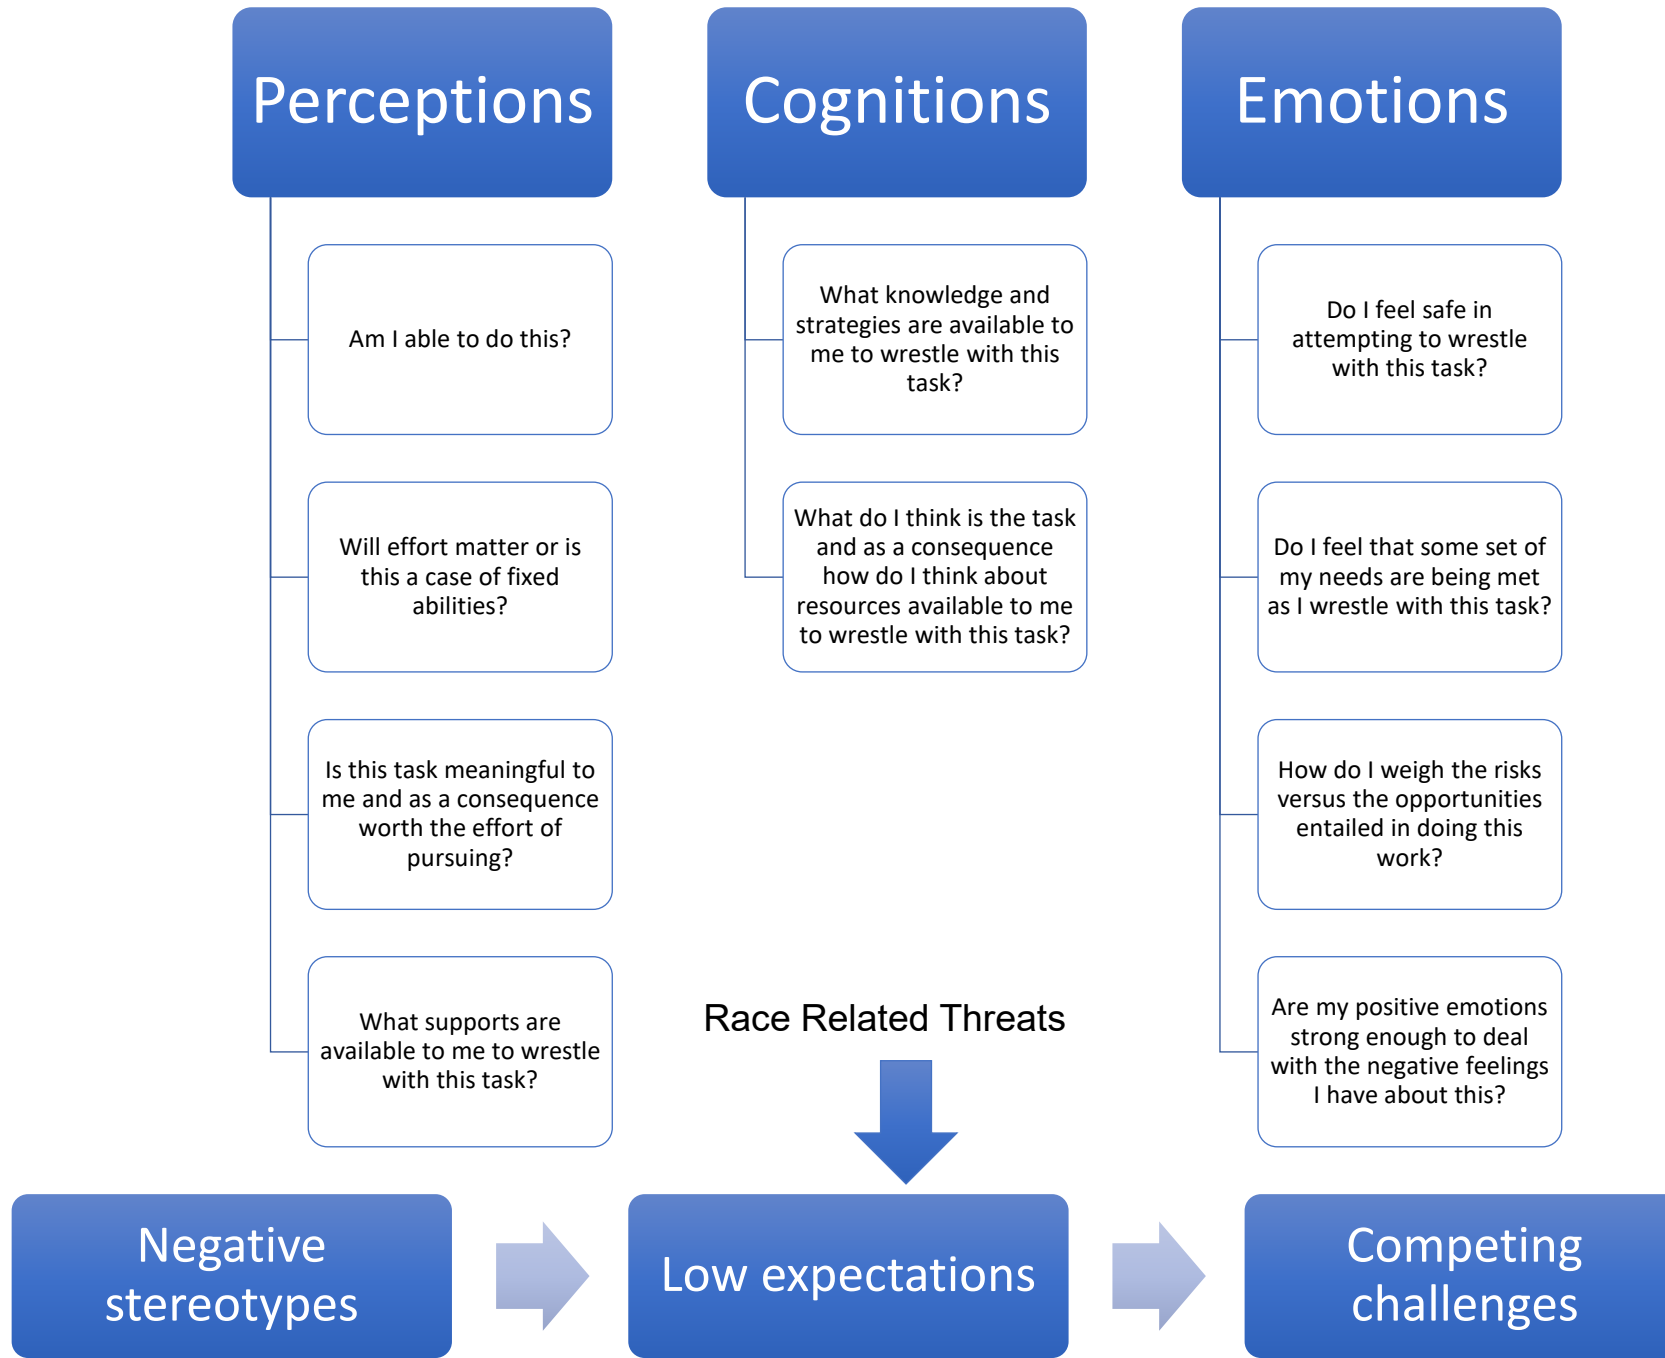 Perceptions
Am I able to do this?
Will effort matter or is
this a case of fixed
abilities?
Is this task meaningful to
me and as a consequence
worth the effort of
pursuing?
What supports are
available to me to wrestle
with this task?
Cognitions
What knowledge and
strategies are available to
me to wrestle with this
task?
What do I think is the task
and as a consequence
how do I think about
resources available to me
to wrestle with this task?
Emotions
Do I feel safe in
attempting to wrestle
with this task?
Do I feel that some set of
my needs are being met
as I wrestle with this task?
How do I weigh the risks
versus the opportunities
entailed in doing this
work?
Are my positive emotions
strong enough to deal
with the negative feelings
I have about this?
Race Related Threats
Negative
stereotypes
Low expectations
Competing
challenges